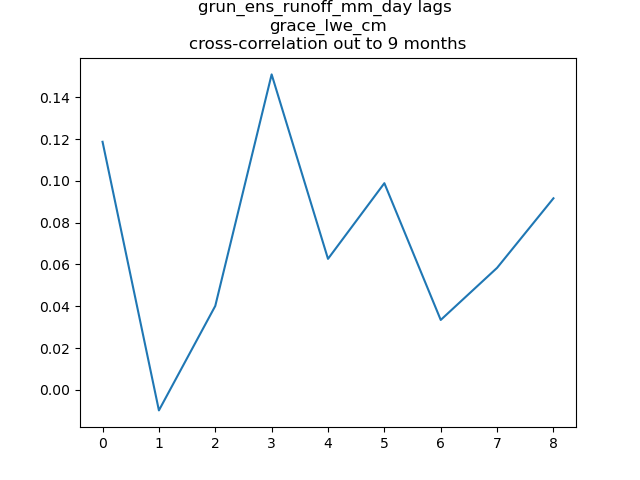 grun_ens_runoff_mm_day lags
grace_lwe_cm
cross-correlation out to 9 months
0.14
0.12
0.10
0.08
0.06
0.04
0.02
0.00
0 1 2 3 4 5 6 7 8